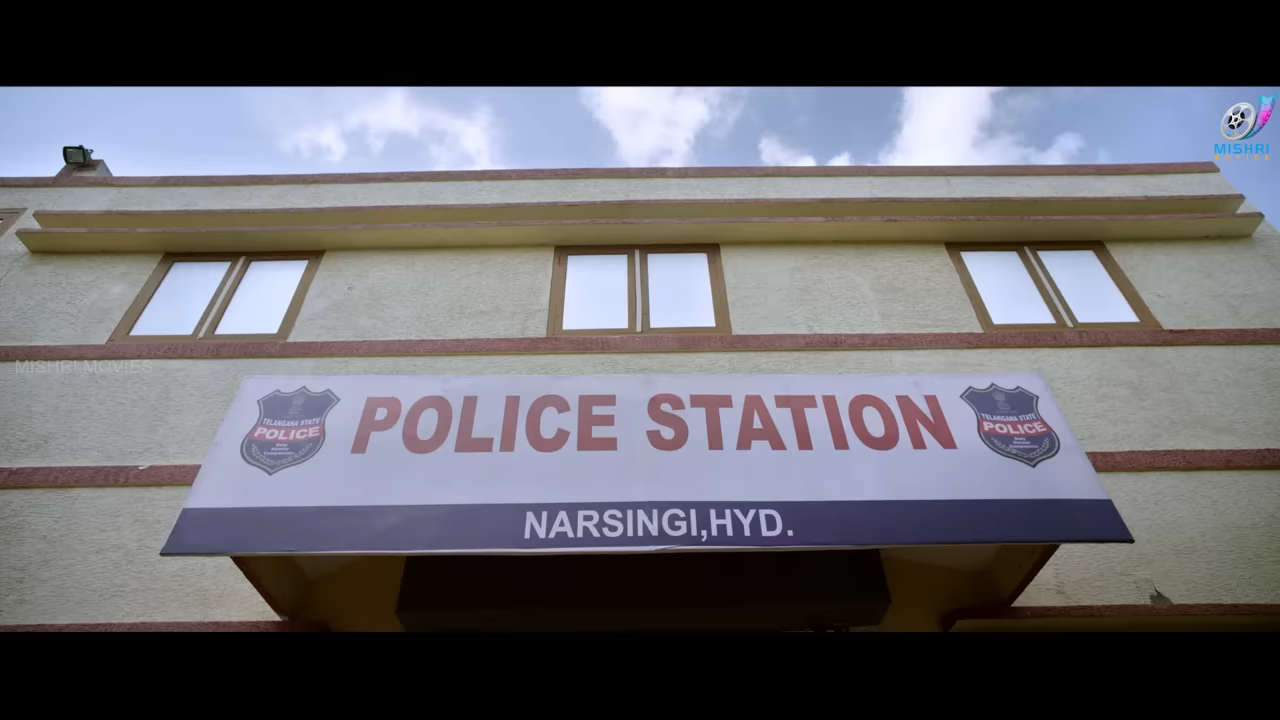 MISHRI
MOVIES
MISHRI MOVIES
TELANGANA STATE
POLICE
POLICE STATION
TELANGANA STATE
POLICE
NARSINGI,HYD.